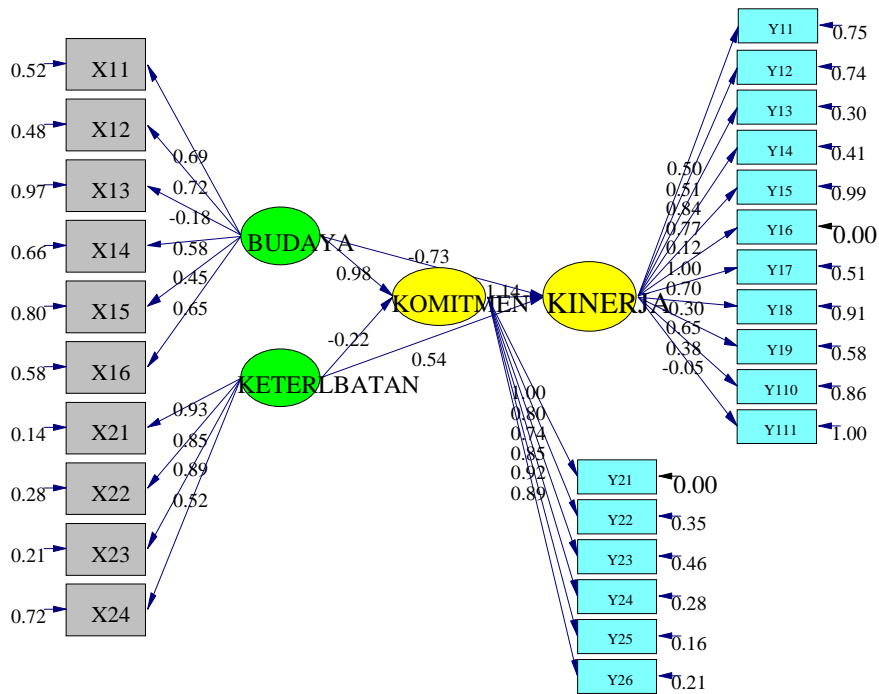 0.52 X11
0.48 X12
0.97 X13
0.66 X14
0.80 X15
0.58 X16
0.14 X21
0.28 X22
0.21 X23
0.72 X24
0.69
0.72
-0.18
0.58
0.45
0.65
0.93
0.85
0.89
0.52
BUDAYA
KETERLBATAN
-0.73
0.98
-0.22
0.54
KOMITMEN
1.14
KINERJA
1.00
0.80
0.74
0.85
0.92
0.89
0.50
0.51
0.84
0.77
0.12
1.00
0.70
0.30
0.65
0.38
-0.05
Y11 0.75
Y12 0.74
Y13 0.30
Y14 0.41
Y15 0.99
Y16 0.00
Y17 0.51
Y18 0.91
Y19 0.58
Y110 0.86
Y111 1.00
Y21 0.00
Y22 0.35
Y23 0.46
Y24 0.28
Y25 0.16
Y26 0.21